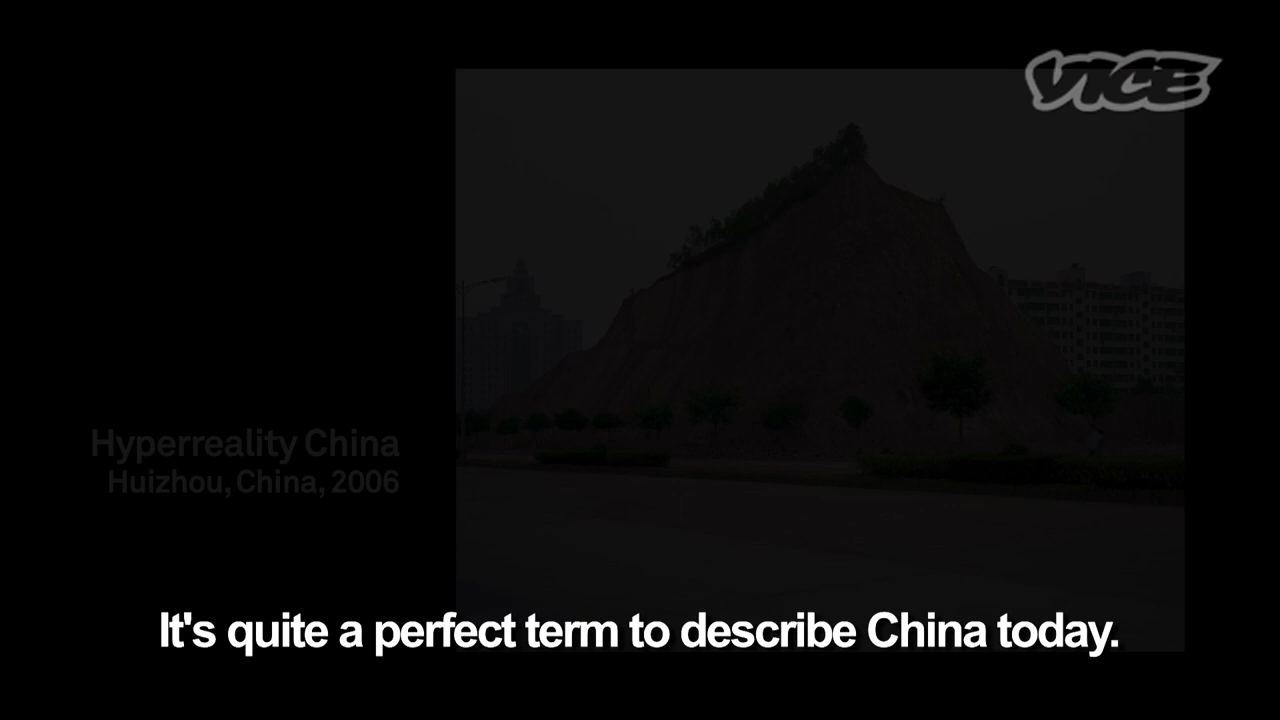 VICE
Hyperreality China
Huizhou, China, 2006
It's quite a perfect term to describe China today.